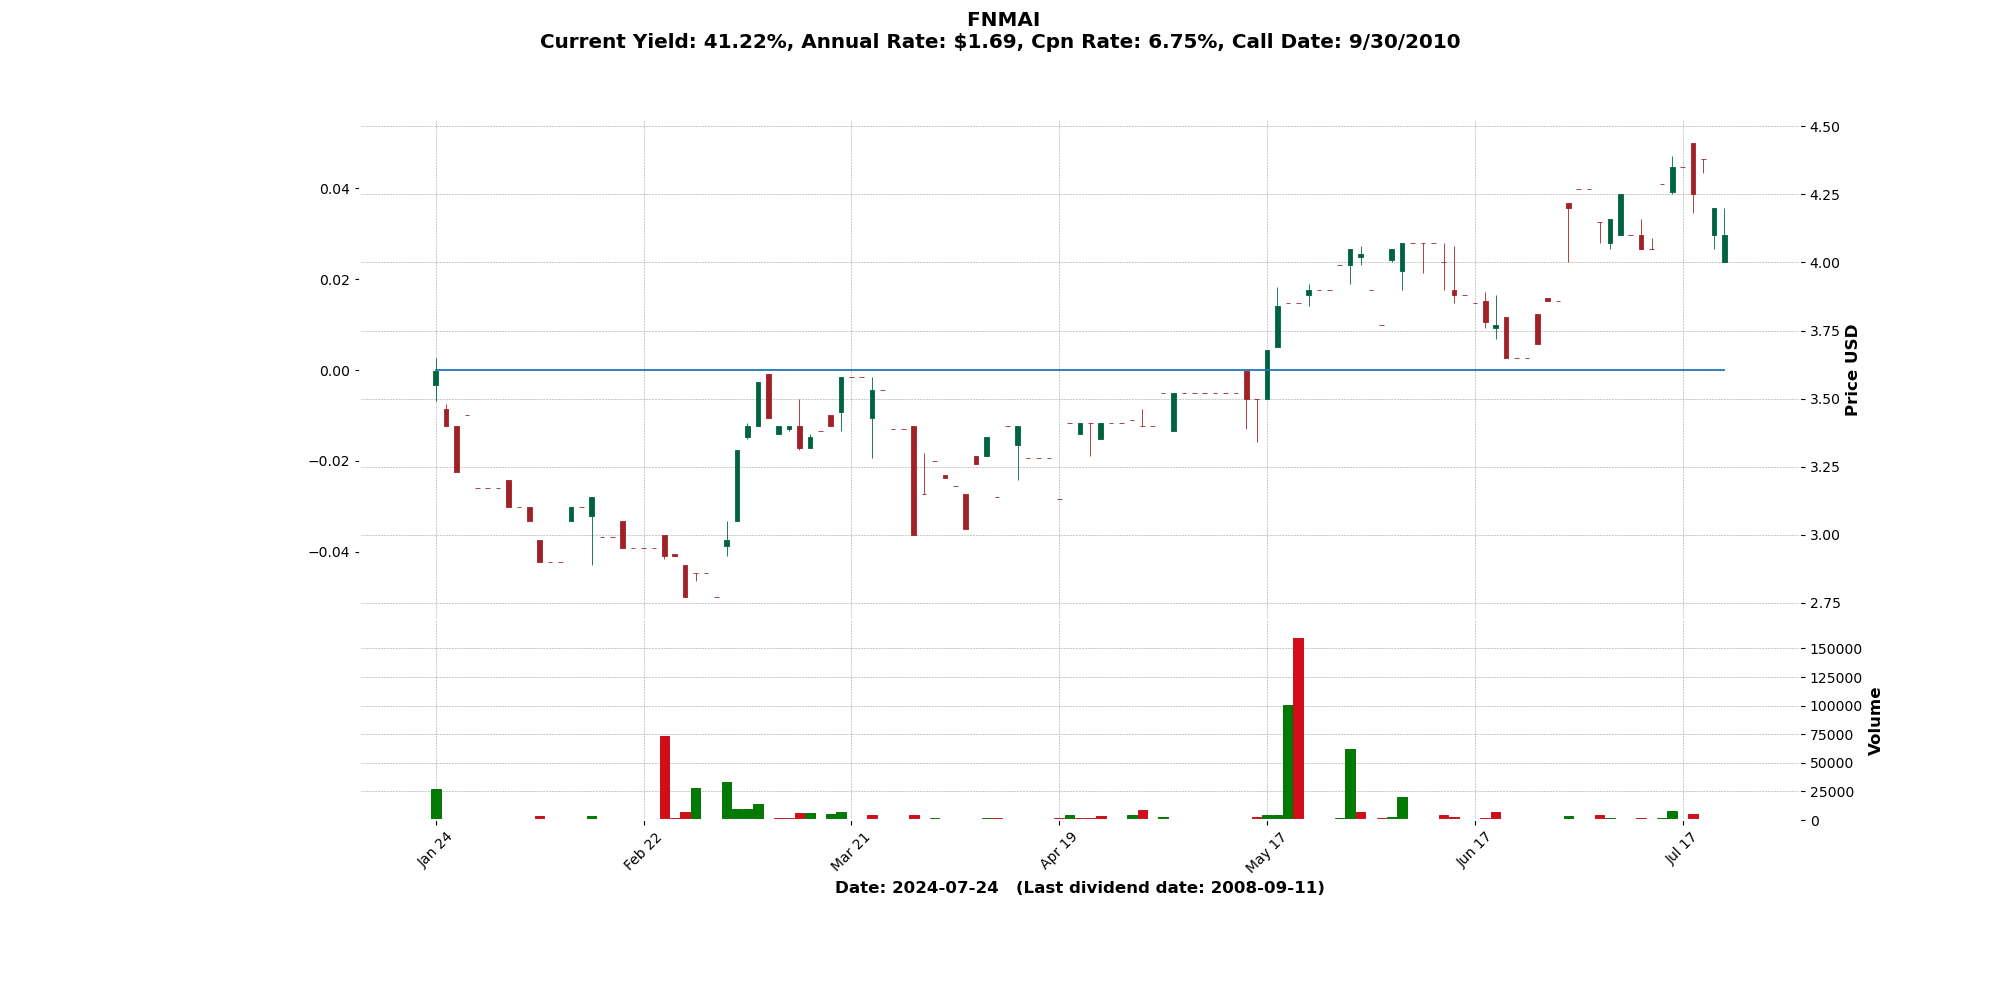 FNMAI
Current Yield: 41.22%, Annual Rate: $1.69, Cpn Rate: 6.75%, Call Date: 9/30/2010
0.04
0.02
0.00
−0.02
−0.04
4.50
4.25
4.00
3.75
3.50
3.25
3.00
2.75
Price USD
150000
125000
100000
75000
50000
25000
0
Volume
Jan 24
Feb 22
Mar 21
Apr 19
May 17
Jun 17
Jul 17
Date: 2024-07-24 (Last dividend date: 2008-09-11)